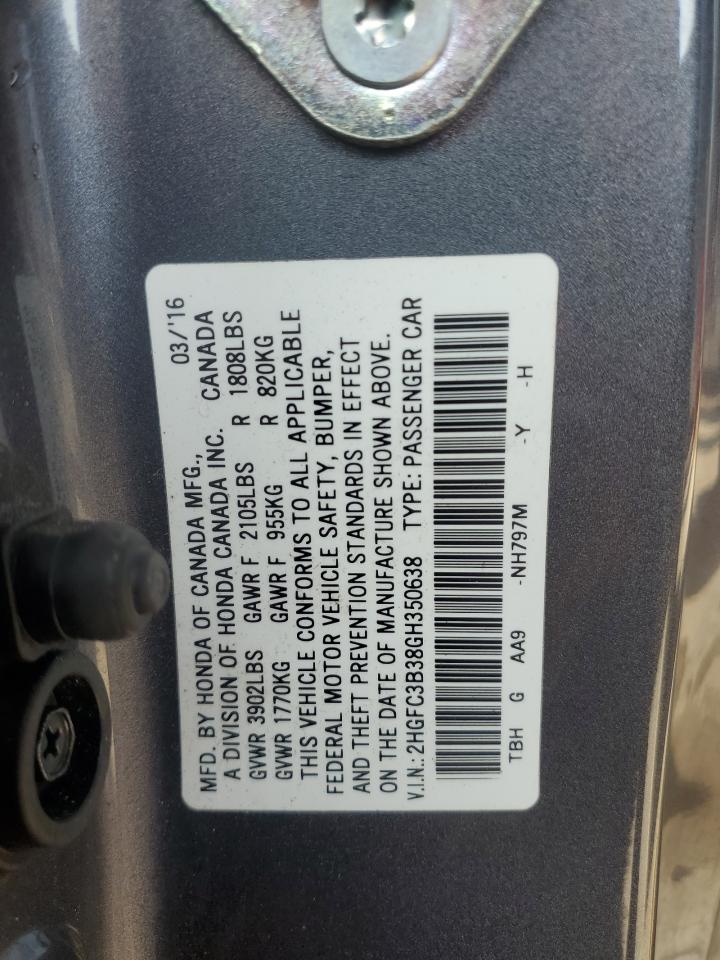 03/'16
MFD. BY HONDA OF CANADA MFG.,
A DIVISION OF HONDA CANADA INC. CANADA
GVWR 3902LBS GAWR F 2105LBS R 1808LBS
GVWR 1770KG GAWR F 955KG R 820KG
THIS VEHICLE CONFORMS TO ALL APPLICABLE
FEDERAL MOTOR VEHICLE SAFETY, BUMPER,
AND THEFT PREVENTION STANDARDS IN EFFECT
ON THE DATE OF MANUFACTURE SHOWN ABOVE.
V.I.N.: 2HGFC3B38GH350638 TYPE: PASSENGER CAR
TBH G AA9 -NH797M -Y -H